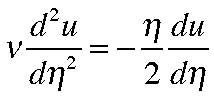 ν d²u/dη² = − η/2 du/dη